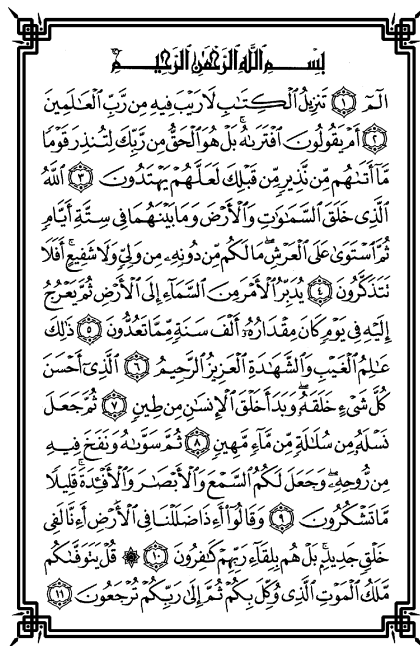 بِسْمِ ٱللَّهِ ٱلرَّحْمَٰنِ ٱلرَّحِيمِ
الٓمٓ ١ تَنزِيلُ ٱلْكِتَٰبِ لَا رَيْبَ فِيهِ مِن رَّبِّ ٱلْعَٰلَمِينَ
٢ أَمْ يَقُولُونَ ٱفْتَرَىٰهُ ۚ بَلْ هُوَ ٱلْحَقُّ مِن رَّبِّكَ لِتُنذِرَ قَوْمًا
مَّآ أَتَىٰهُم مِّن نَّذِيرٍ مِّن قَبْلِكَ لَعَلَّهُمْ يَهْتَدُونَ ٣ ٱللَّهُ
ٱلَّذِى خَلَقَ ٱلسَّمَٰوَٰتِ وَٱلْأَرْضَ وَمَا بَيْنَهُمَا فِى سِتَّةِ أَيَّامٍ
ثُمَّ ٱسْتَوَىٰ عَلَى ٱلْعَرْشِ ۖ مَا لَكُم مِّن دُونِهِۦ مِن وَلِىٍّ وَلَا شَفِيعٍ ۚ أَفَلَا
تَتَذَكَّرُونَ ٤ يُدَبِّرُ ٱلْأَمْرَ مِنَ ٱلسَّمَآءِ إِلَى ٱلْأَرْضِ ثُمَّ يَعْرُجُ
إِلَيْهِ فِى يَوْمٍ كَانَ مِقْدَارُهُۥٓ أَلْفَ سَنَةٍ مِّمَّا تَعُدُّونَ ٥ ذَٰلِكَ
عَٰلِمُ ٱلْغَيْبِ وَٱلشَّهَٰدَةِ ٱلْعَزِيزُ ٱلرَّحِيمُ ٦ ٱلَّذِىٓ أَحْسَنَ
كُلَّ شَىْءٍ خَلَقَهُۥ ۖ وَبَدَأَ خَلْقَ ٱلْإِنسَٰنِ مِن طِينٍ ٧ ثُمَّ جَعَلَ
نَسْلَهُۥ مِن سُلَٰلَةٍ مِّن مَّآءٍ مَّهِينٍ ٨ ثُمَّ سَوَّىٰهُ وَنَفَخَ فِيهِ
مِن رُّوحِهِۦ ۖ وَجَعَلَ لَكُمُ ٱلسَّمْعَ وَٱلْأَبْصَٰرَ وَٱلْأَفْـِٔدَةَ ۚ قَلِيلًا
مَّا تَشْكُرُونَ ٩ وَقَالُوٓا۟ أَءِذَا ضَلَلْنَا فِى ٱلْأَرْضِ أَءِنَّا لَفِى
خَلْقٍ جَدِيدٍۭ ۚ بَلْ هُم بِلِقَآءِ رَبِّهِمْ كَٰفِرُونَ ١٠ ۞ قُلْ يَتَوَفَّىٰكُم
مَّلَكُ ٱلْمَوْتِ ٱلَّذِى وُكِّلَ بِكُمْ ثُمَّ إِلَىٰ رَبِّكُمْ تُرْجَعُونَ ١١